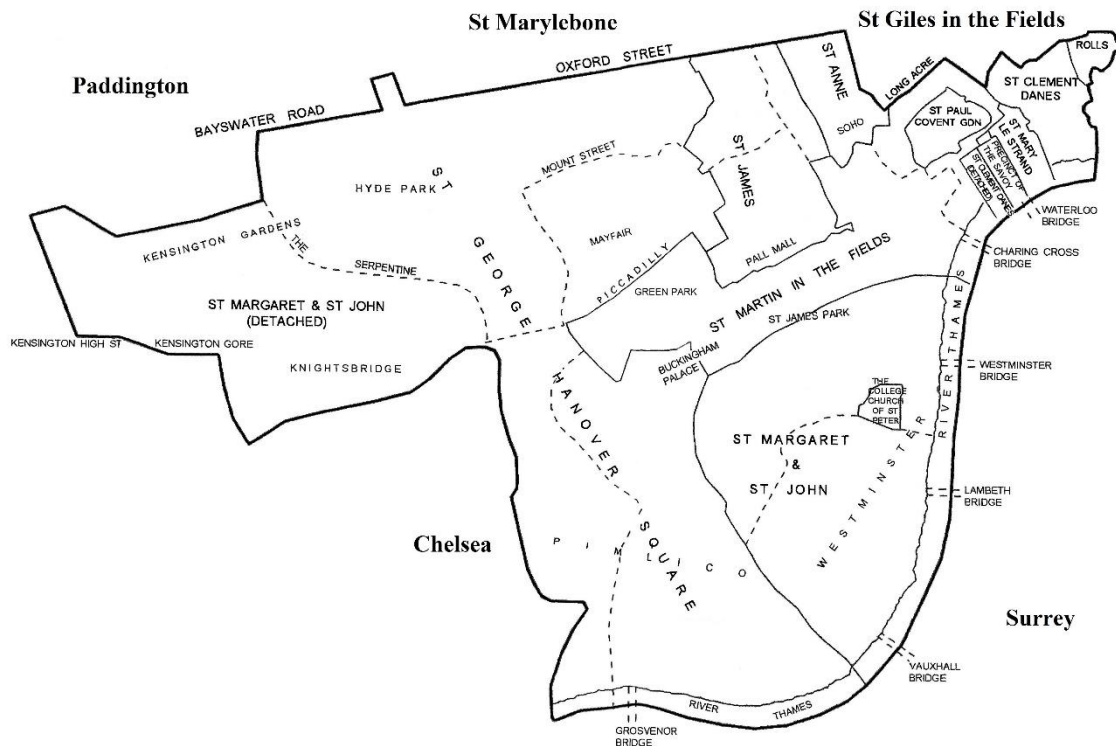 St Marylebone
St Giles in the Fields
Paddington
BAYSWATER ROAD
OXFORD STREET
ST ANNE
SOHO
LONG ACRE
ROLLS
ST CLEMENT
DANES
ST PAUL
COVENT GDN
ST MARY
LE STRAND
PRECINCT OF
THE SAVOY
ST CLEMENT DANES
(DETACHED)
WATERLOO
BRIDGE
CHARING CROSS
BRIDGE
HYDE PARK
MOUNT STREET
ST JAMES
KENSINGTON GARDENS
THE
SERPENTINE
ST GEORGE
MAYFAIR
PICCADILLY
GREEN PARK
PALL MALL
ST MARTIN IN THE FIELDS
ST JAMES PARK
ST MARGARET & ST JOHN
(DETACHED)
KENSINGTON HIGH ST
KENSINGTON GORE
KNIGHTSBRIDGE
BUCKINGHAM
PALACE
HANOVER
SQUARE
THE
COLLEGE
CHURCH
OF ST
PETER
RIVER THAMES
WESTMINSTER
BRIDGE
ST MARGARET
&
ST JOHN
WESTMINSTER
LAMBETH
BRIDGE
Chelsea
PIMLICO
Surrey
VAUXHALL
BRIDGE
RIVER
THAMES
GROSVENOR
BRIDGE